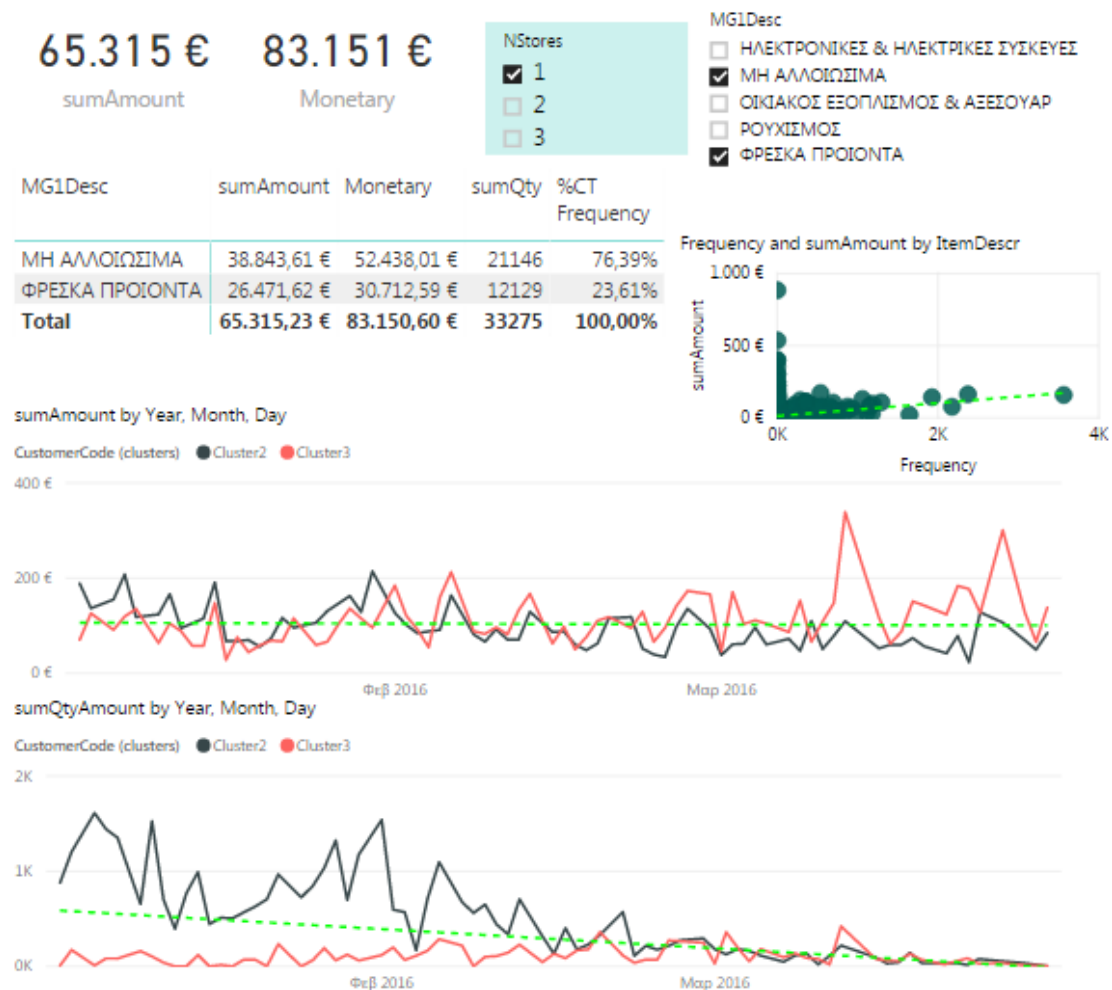 65.315 €
sumAmount
83.151 €
Monetary
NStores
1
2
3
MG1Desc
ΗΛΕΚΤΡΟΝΙΚΕΣ & ΗΛΕΚΤΡΙΚΕΣ ΣΥΣΚΕΥΕΣ
ΜΗ ΑΛΛΟΙΩΣΙΜΑ
ΟΙΚΙΑΚΟΣ ΕΞΟΠΛΙΣΜΟΣ & ΑΞΕΣΟΥΑΡ
ΡΟΥΧΙΣΜΟΣ
ΦΡΕΣΚΑ ΠΡΟΙΟΝΤΑ
MG1Desc sumAmount Monetary sumQty %CT
Frequency
ΜΗ ΑΛΛΟΙΩΣΙΜΑ 38.843,61 € 52.438,01 € 21146 76,39%
ΦΡΕΣΚΑ ΠΡΟΙΟΝΤΑ 26.471,62 € 30.712,59 € 12129 23,61%
Total 65.315,23 € 83.150,60 € 33275 100,00%
Frequency and sumAmount by ItemDescr
sumAmount
1.000 €
500 €
0 €
0K 2K 4K
Frequency
sumAmount by Year, Month, Day
CustomerCode (clusters) Cluster2 Cluster3
400 €
200 €
0 €
Φεβ 2016 Μαρ 2016
sumQtyAmount by Year, Month, Day
CustomerCode (clusters) Cluster2 Cluster3
2K
1K
0K
Φεβ 2016 Μαρ 2016